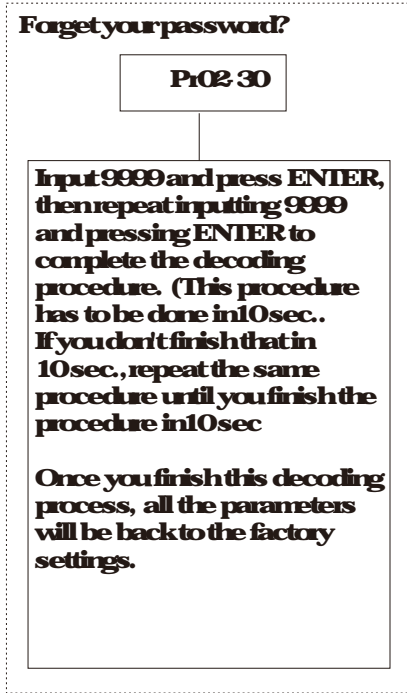 Forget your password?
Pr02-30
Input 9999 and press ENTER,
then repeat inputting 9999
and pressing ENTER to
complete the decoding
procedure. (This procedure
has to be done in 10 sec..
If you don't finish that in
10 sec., repeat the same
procedure until you finish the
procedure in 10 sec
Once you finish this decoding
process, all the parameters
will be back to the factory
settings.